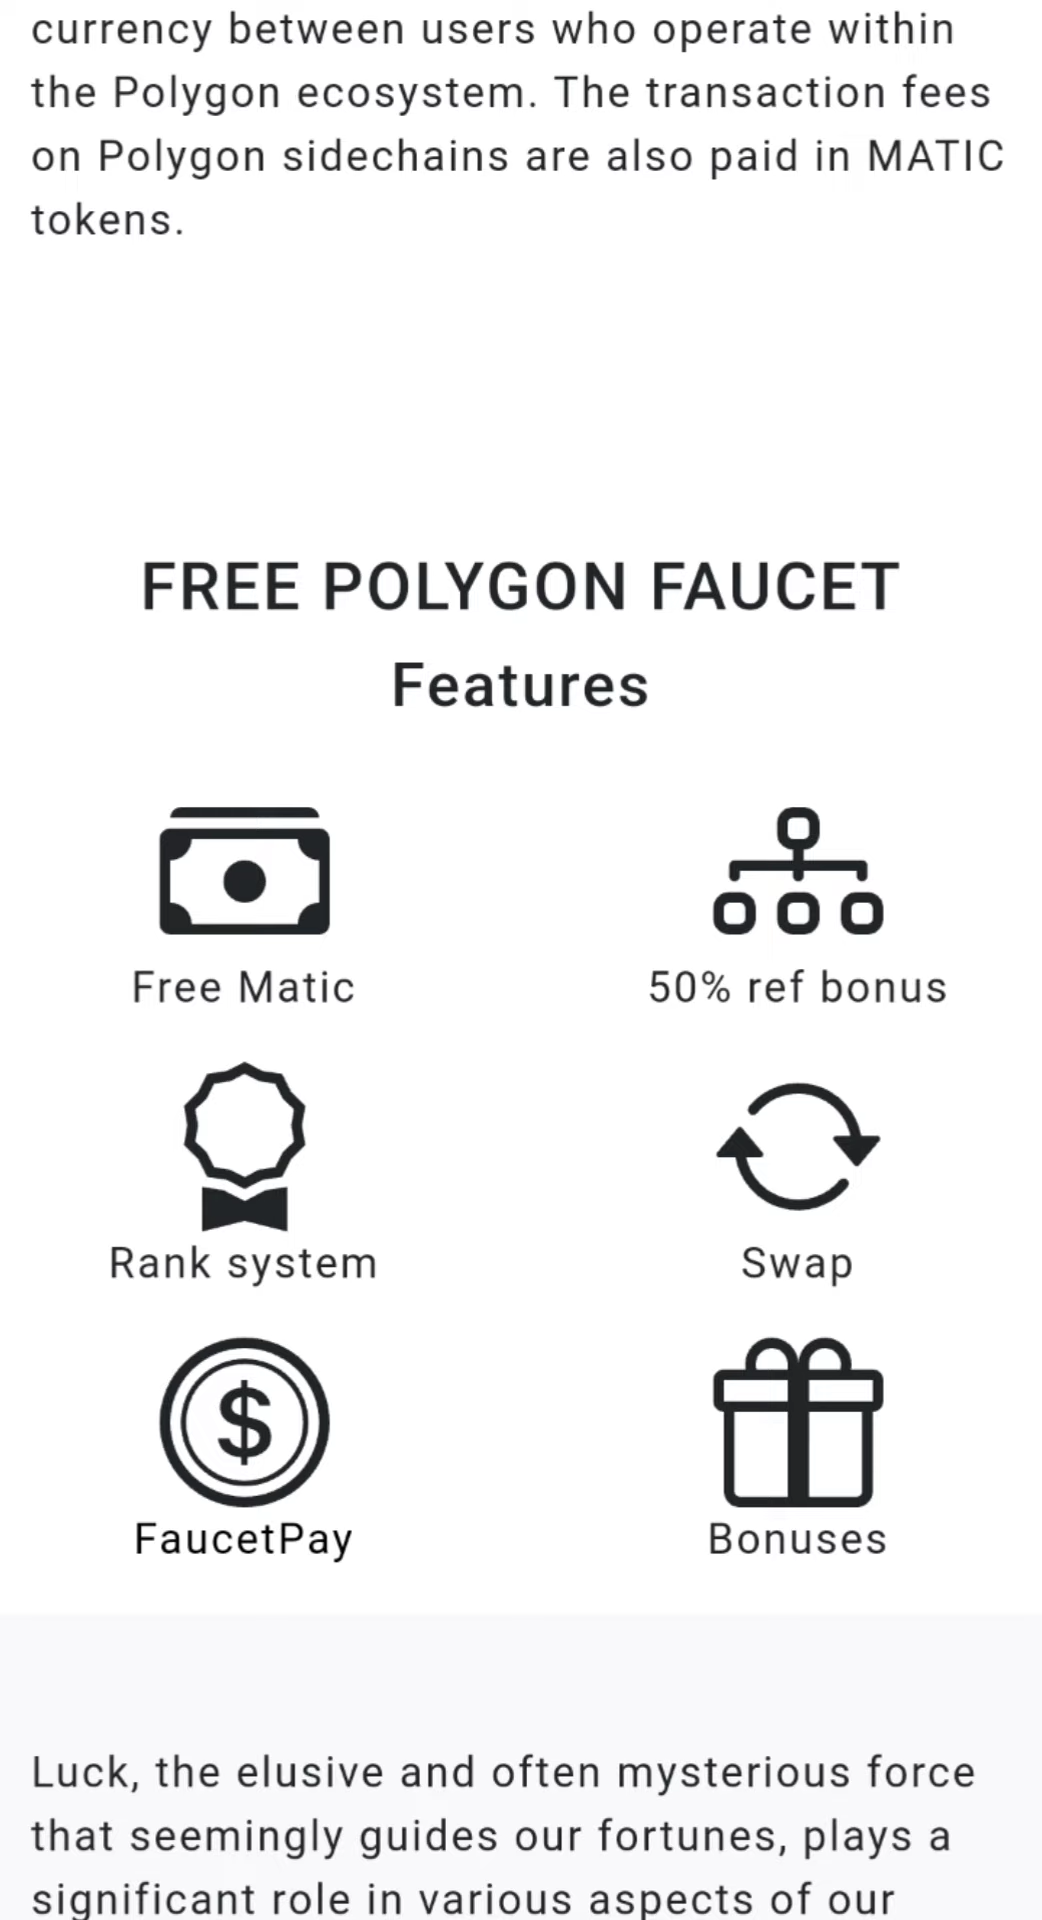 currency between users who operate within
the Polygon ecosystem. The transaction fees
on Polygon sidechains are also paid in MATIC
tokens.
FREE POLYGON FAUCET
Features
Free Matic
50% ref bonus
Rank system
Swap
$
FaucetPay
Bonuses
Luck, the elusive and often mysterious force
that seemingly guides our fortunes, plays a
significant role in various aspects of our